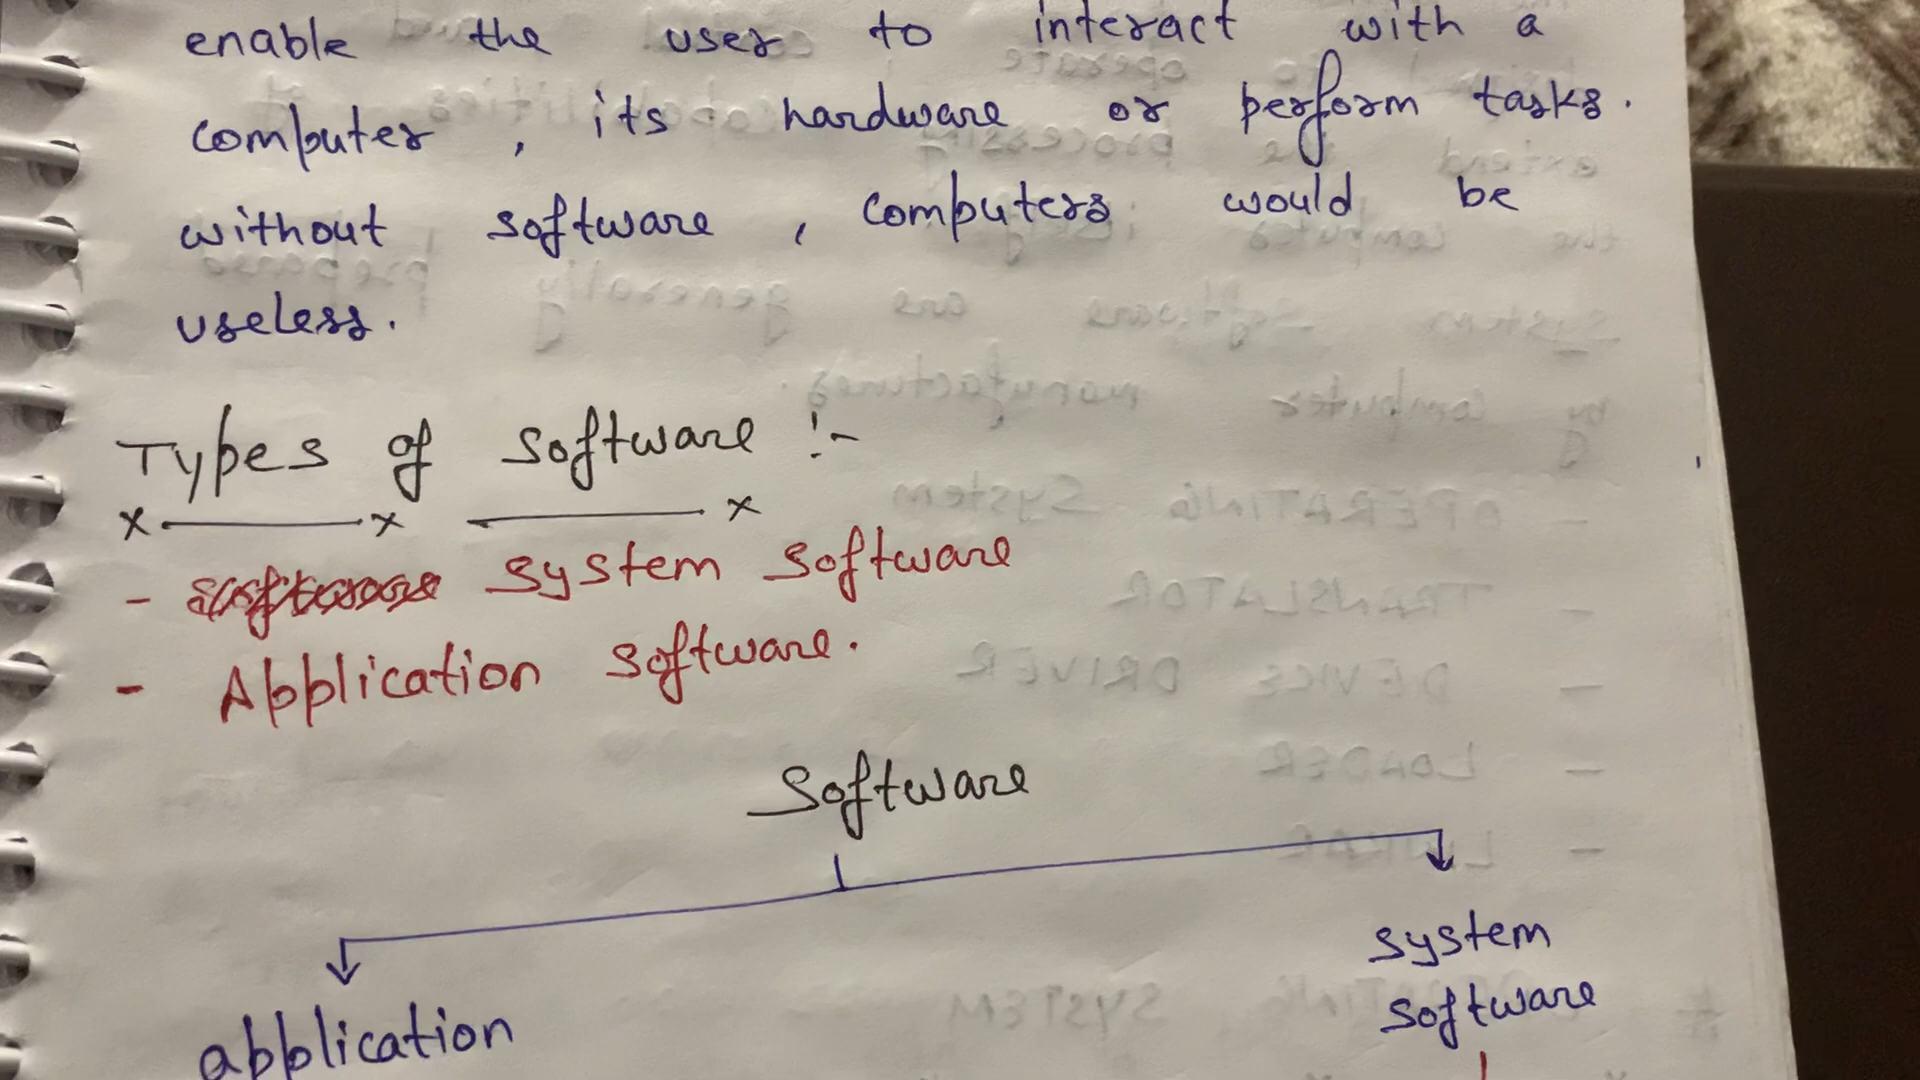 enable the user to interact with a
computer , its hardware or perform tasks.
without software , computers would be
useless.
Types of software :-
x x x
- system software
- Application software.
Software
system
software
application